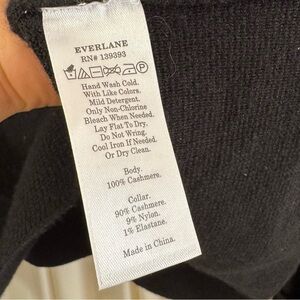 EVERLANE
RN# 139393
Hand Wash Cold.
With Like Colors.
Mild Detergent.
Only Non-Chlorine
Bleach When Needed.
Lay Flat To Dry.
Do Not Wring.
Cool Iron If Needed.
Or Dry Clean.
Body.
100% Cashmere.
Collar.
90% Cashmere.
9% Nylon.
1% Elastane.
Made in China.